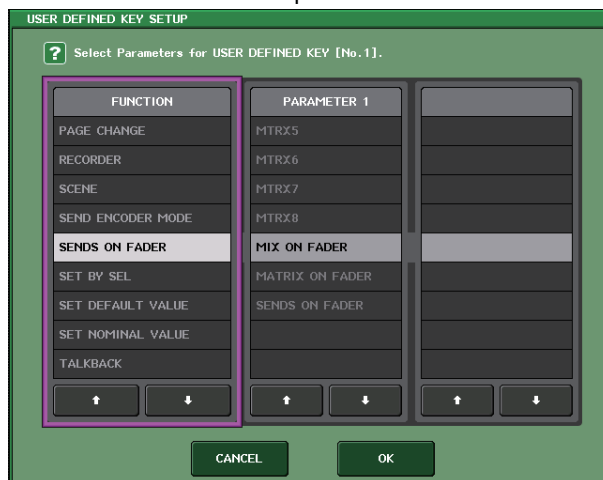 USER DEFINED KEY SETUP
? Select Parameters for USER DEFINED KEY [No.1].
FUNCTION
PAGE CHANGE
RECORDER
SCENE
SEND ENCODER MODE
SENDS ON FADER
SET BY SEL
SET DEFAULT VALUE
SET NOMINAL VALUE
TALKBACK
PARAMETER 1
MTRX5
MTRX6
MTRX7
MTRX8
MIX ON FADER
MATRIX ON FADER
SENDS ON FADER
CANCEL
OK